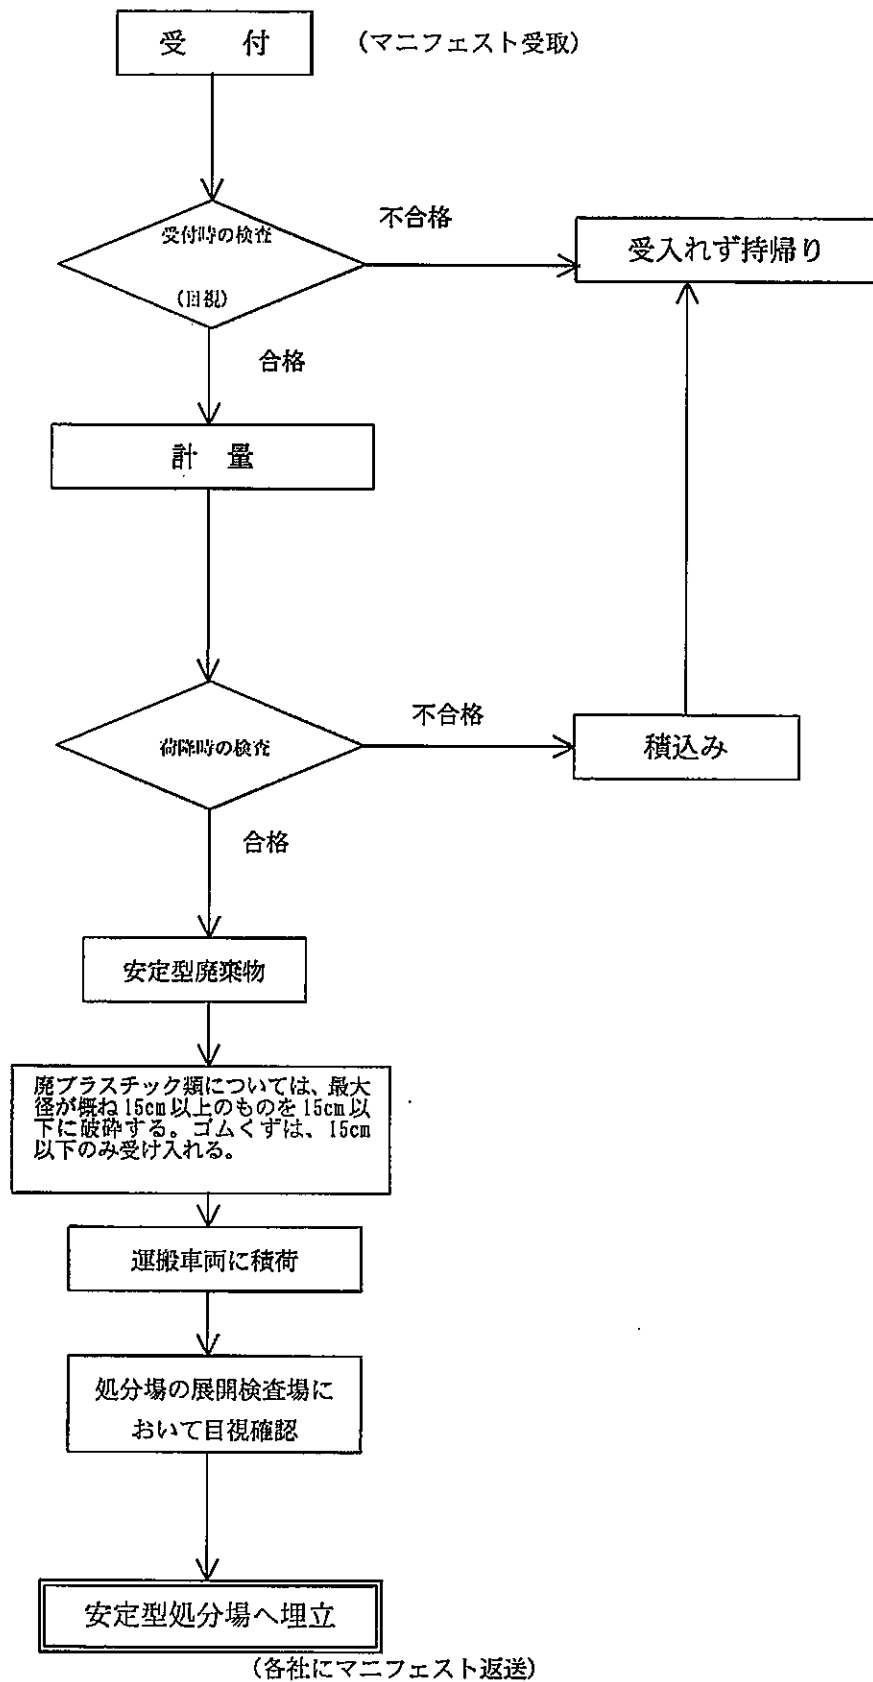 受　付　（マニフェスト受取）
受付時の検査
（目視）
不合格
受入れず持帰り
合格
計　量
荷降時の検査
不合格
積込み
合格
安定型廃棄物
廃プラスチック類については、最大
径が概ね15cm以上のものを15cm以
下に破砕する。ゴムくずは、15cm
以下のみ受け入れる。
運搬車両に積荷
処分場の展開検査場に
おいて目視確認
安定型処分場へ埋立
（各社にマニフェスト返送）